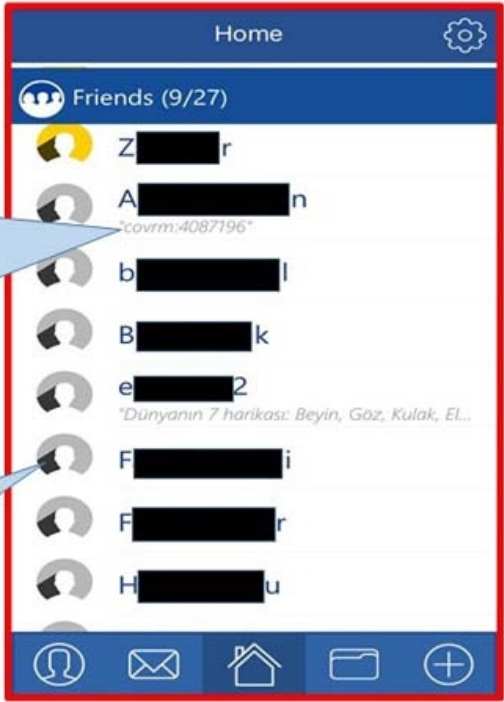 Home
Friends (9/27)
Z r
A n
"covrm:4087196"
b l
B k
e 2
"Dünyanın 7 harikası: Beyin, Göz, Kulak, El...
F i
F r
H u